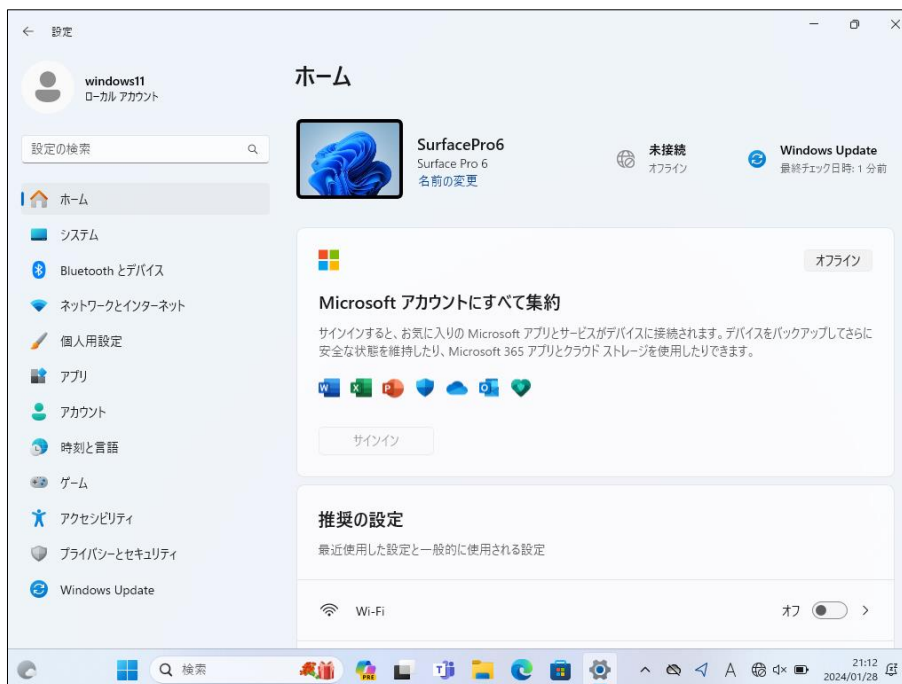 設定
windows11
ローカル アカウント
設定の検索
ホーム
システム
Bluetooth とデバイス
ネットワークとインターネット
個人用設定
アプリ
アカウント
時刻と言語
ゲーム
アクセシビリティ
プライバシーとセキュリティ
Windows Update
ホーム
SurfacePro6
Surface Pro 6
名前の変更
未接続
オフライン
Windows Update
最終チェック日時: 1 分前
オフライン
Microsoft アカウントにすべて集約
サインインすると、お気に入りの Microsoft アプリとサービスがデバイスに接続されます。デバイスをバックアップしてさらに
安全な状態を維持したり、Microsoft 365 アプリとクラウド ストレージを使用したりできます。
サインイン
推奨の設定
最近使用した設定と一般的に使用される設定
Wi-Fi
オフ
検索
PRE
A
21:12
2024/01/28